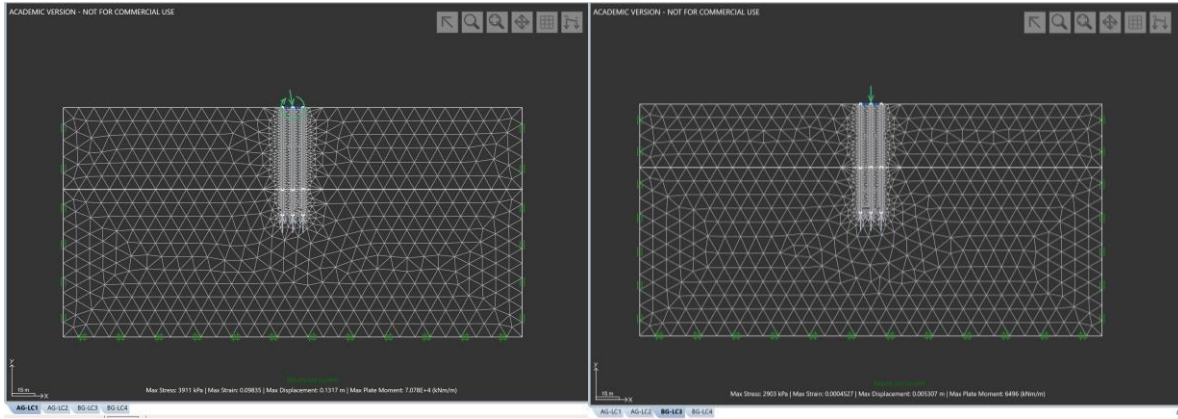 ACADEMIC VERSION - NOT FOR COMMERCIAL USE
Y
15 m
X
Max Stress: 3911 kPa | Max Strain: 0.09835 | Max Displacement: 0.1317 m | Max Plate Moment: 7.078E+4 (kNm/m)
AG-LC1 AG-LC2 BG-LC3 BG-LC4
ACADEMIC VERSION - NOT FOR COMMERCIAL USE
Y
15 m
X
Max Stress: 2903 kPa | Max Strain: 0.0004527 | Max Displacement: 0.005307 m | Max Plate Moment: 6496 (kNm/m)
AG-LC1 AG-LC2 BG-LC3 BG-LC4